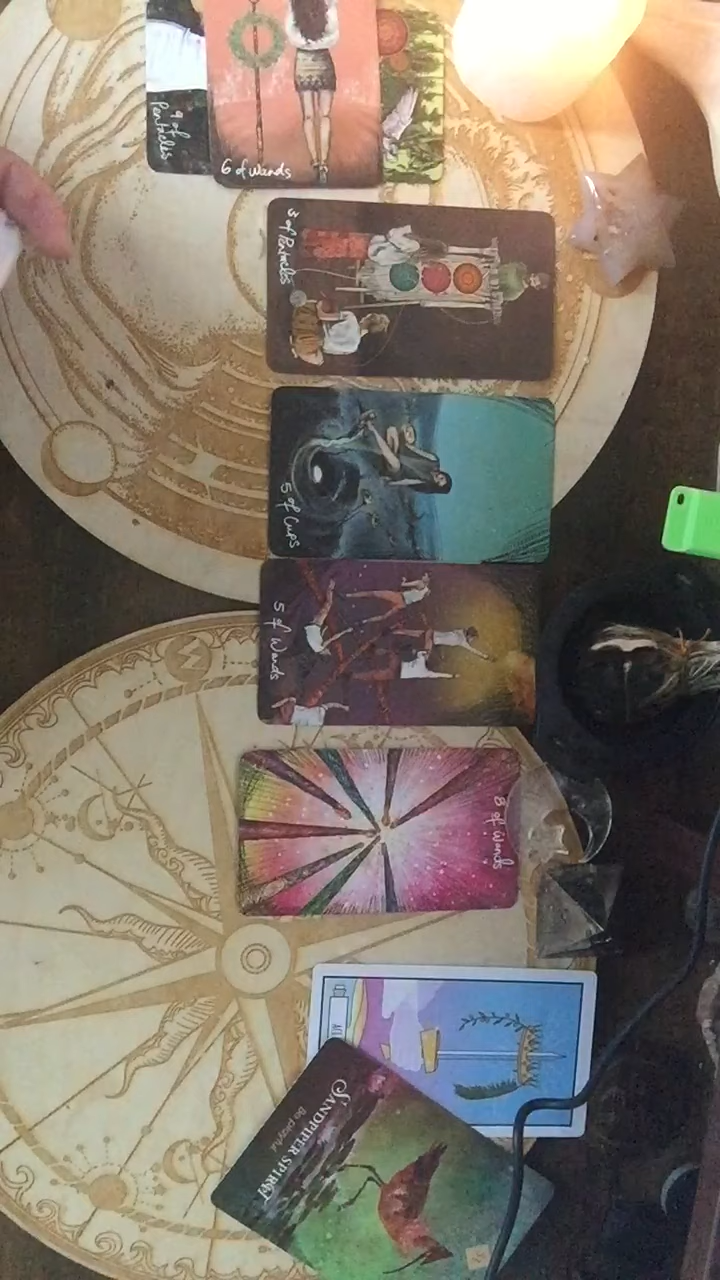 9 of
Pentacles
6 of Wands
3 of Pentacles
5 of Cups
5 of Wands
8 of Wands
SANDPIPER SPIRIT
Be playful
W